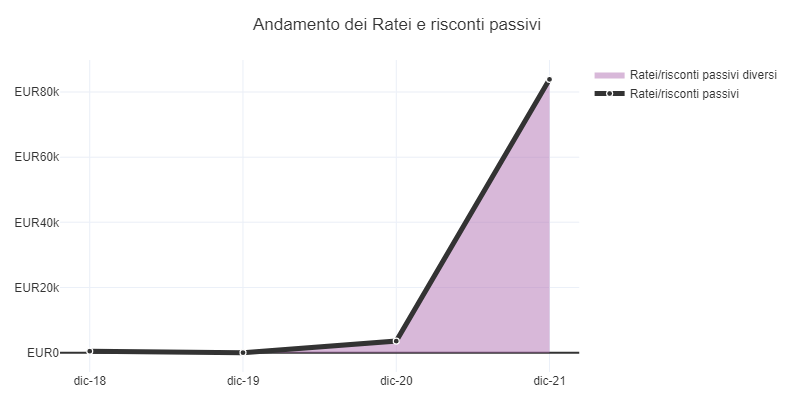 Andamento dei Ratei e risconti passivi
Ratei/risconti passivi diversi
Ratei/risconti passivi
EUR80k
EUR60k
EUR40k
EUR20k
EUR0
dic-18
dic-19
dic-20
dic-21